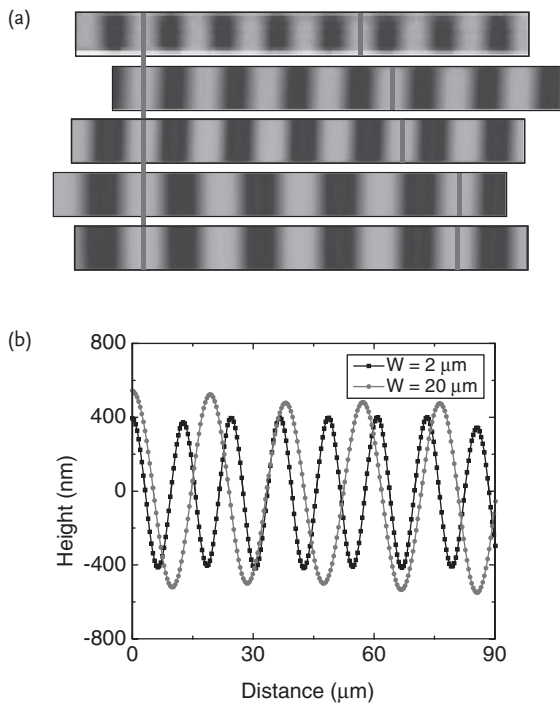 (a)
(b)
800
W = 2 μm
W = 20 μm
400
0
-400
-800
Height (nm)
0
30
60
90
Distance (μm)